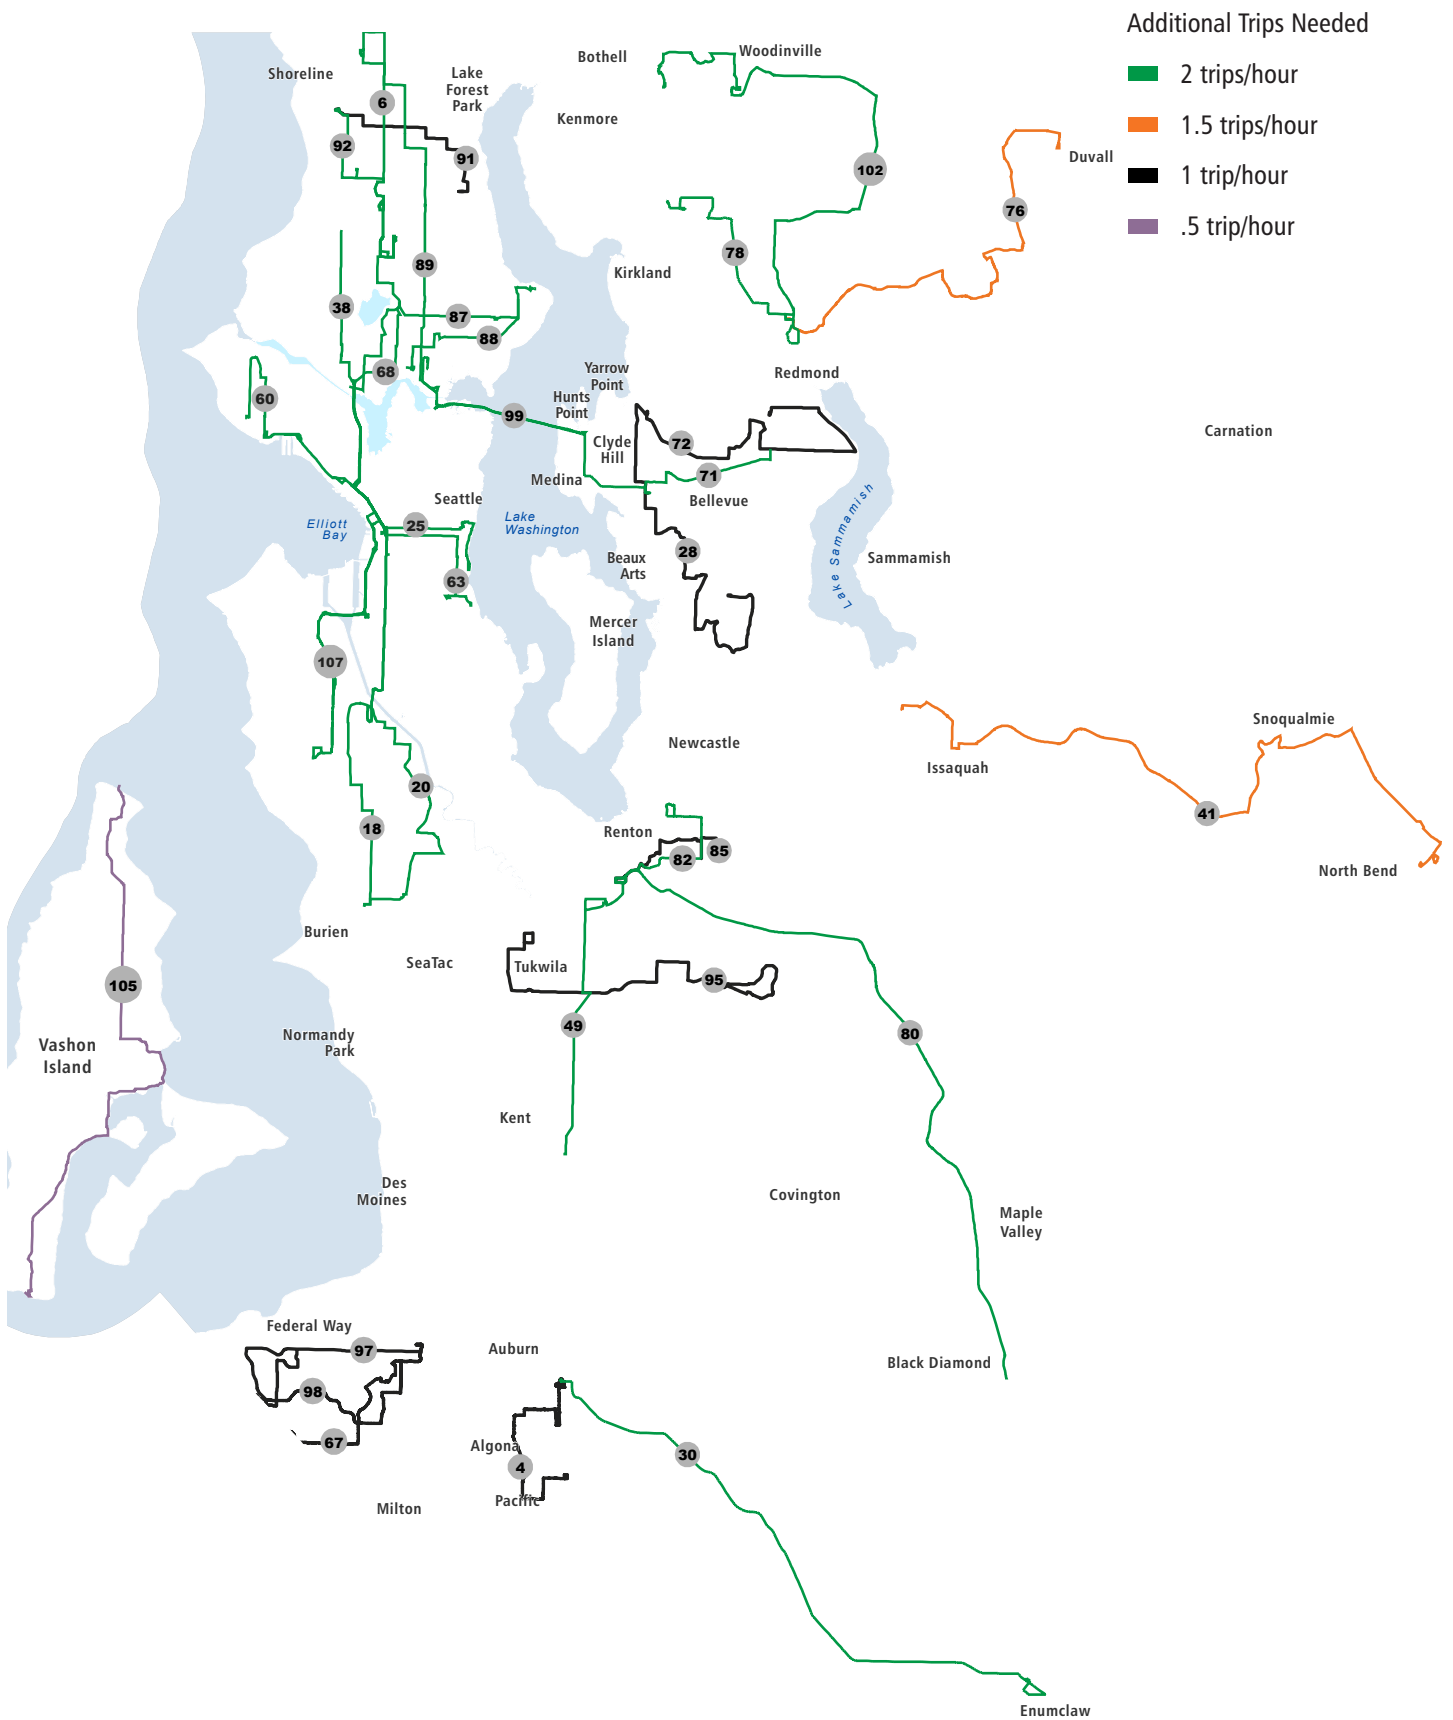 Additional Trips Needed
2 trips/hour
1.5 trips/hour
1 trip/hour
.5 trip/hour
Shoreline
Lake
Forest
Park
Bothell
Woodinville
Kenmore
6
92
91
102
Duvall
76
78
89
Kirkland
38
87
88
68
Yarrow
Point
Redmond
60
Hunts
Point
99
Clyde
Hill
72
Carnation
71
Medina
Bellevue
Seattle
Elliott
Bay
25
Lake
Washington
Lake Sammamish
28
Beaux
Arts
Sammamish
63
Mercer
Island
107
Newcastle
Snoqualmie
Issaquah
20
41
18
Renton
82
85
North Bend
Burien
SeaTac
Tukwila
95
105
49
80
Normandy
Park
Vashon
Island
Kent
Des
Moines
Covington
Maple
Valley
Federal Way
97
Auburn
Black Diamond
98
67
Algona
30
4
Pacific
Milton
Enumclaw